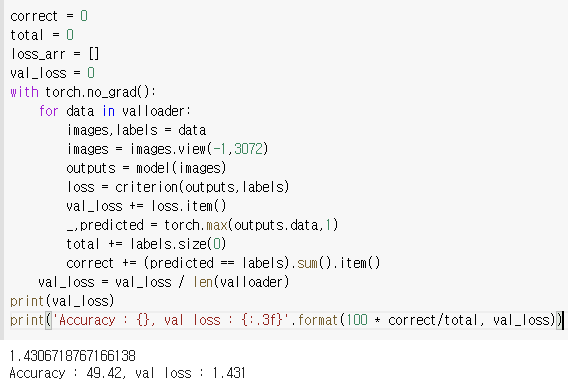 correct = 0
total = 0
loss_arr = []
val_loss = 0
with torch.no_grad():
    for data in valloader:
        images,labels = data
        images = images.view(-1,3072)
        outputs = model(images)
        loss = criterion(outputs,labels)
        val_loss += loss.item()
        _,predicted = torch.max(outputs.data,1)
        total += labels.size(0)
        correct += (predicted == labels).sum().item()
    val_loss = val_loss / len(valloader)
print(val_loss)
print('Accuracy : {}, val loss : {:.3f}'.format(100 * correct/total, val_loss))
1.4306718767166138
Accuracy : 49.42, val loss : 1.431